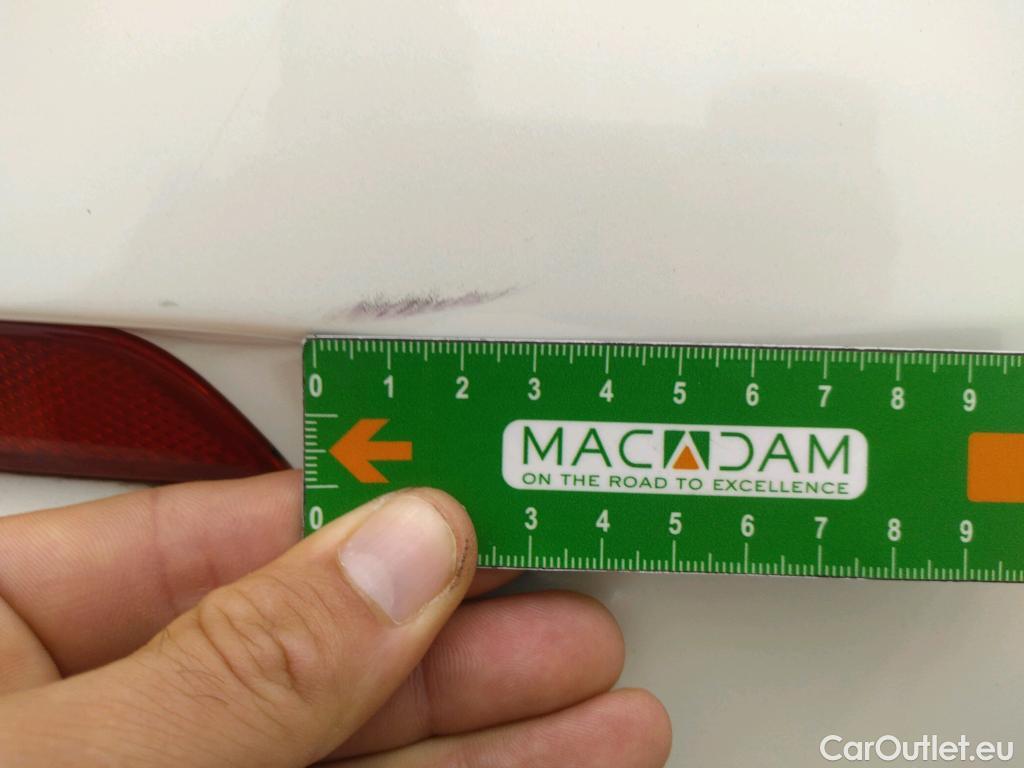 0 1 2 3 4 5 6 7 8 9
MACADAM
ON THE ROAD TO EXCELLENCE
0 3 4 5 6 7 8 9
CarOutlet.eu